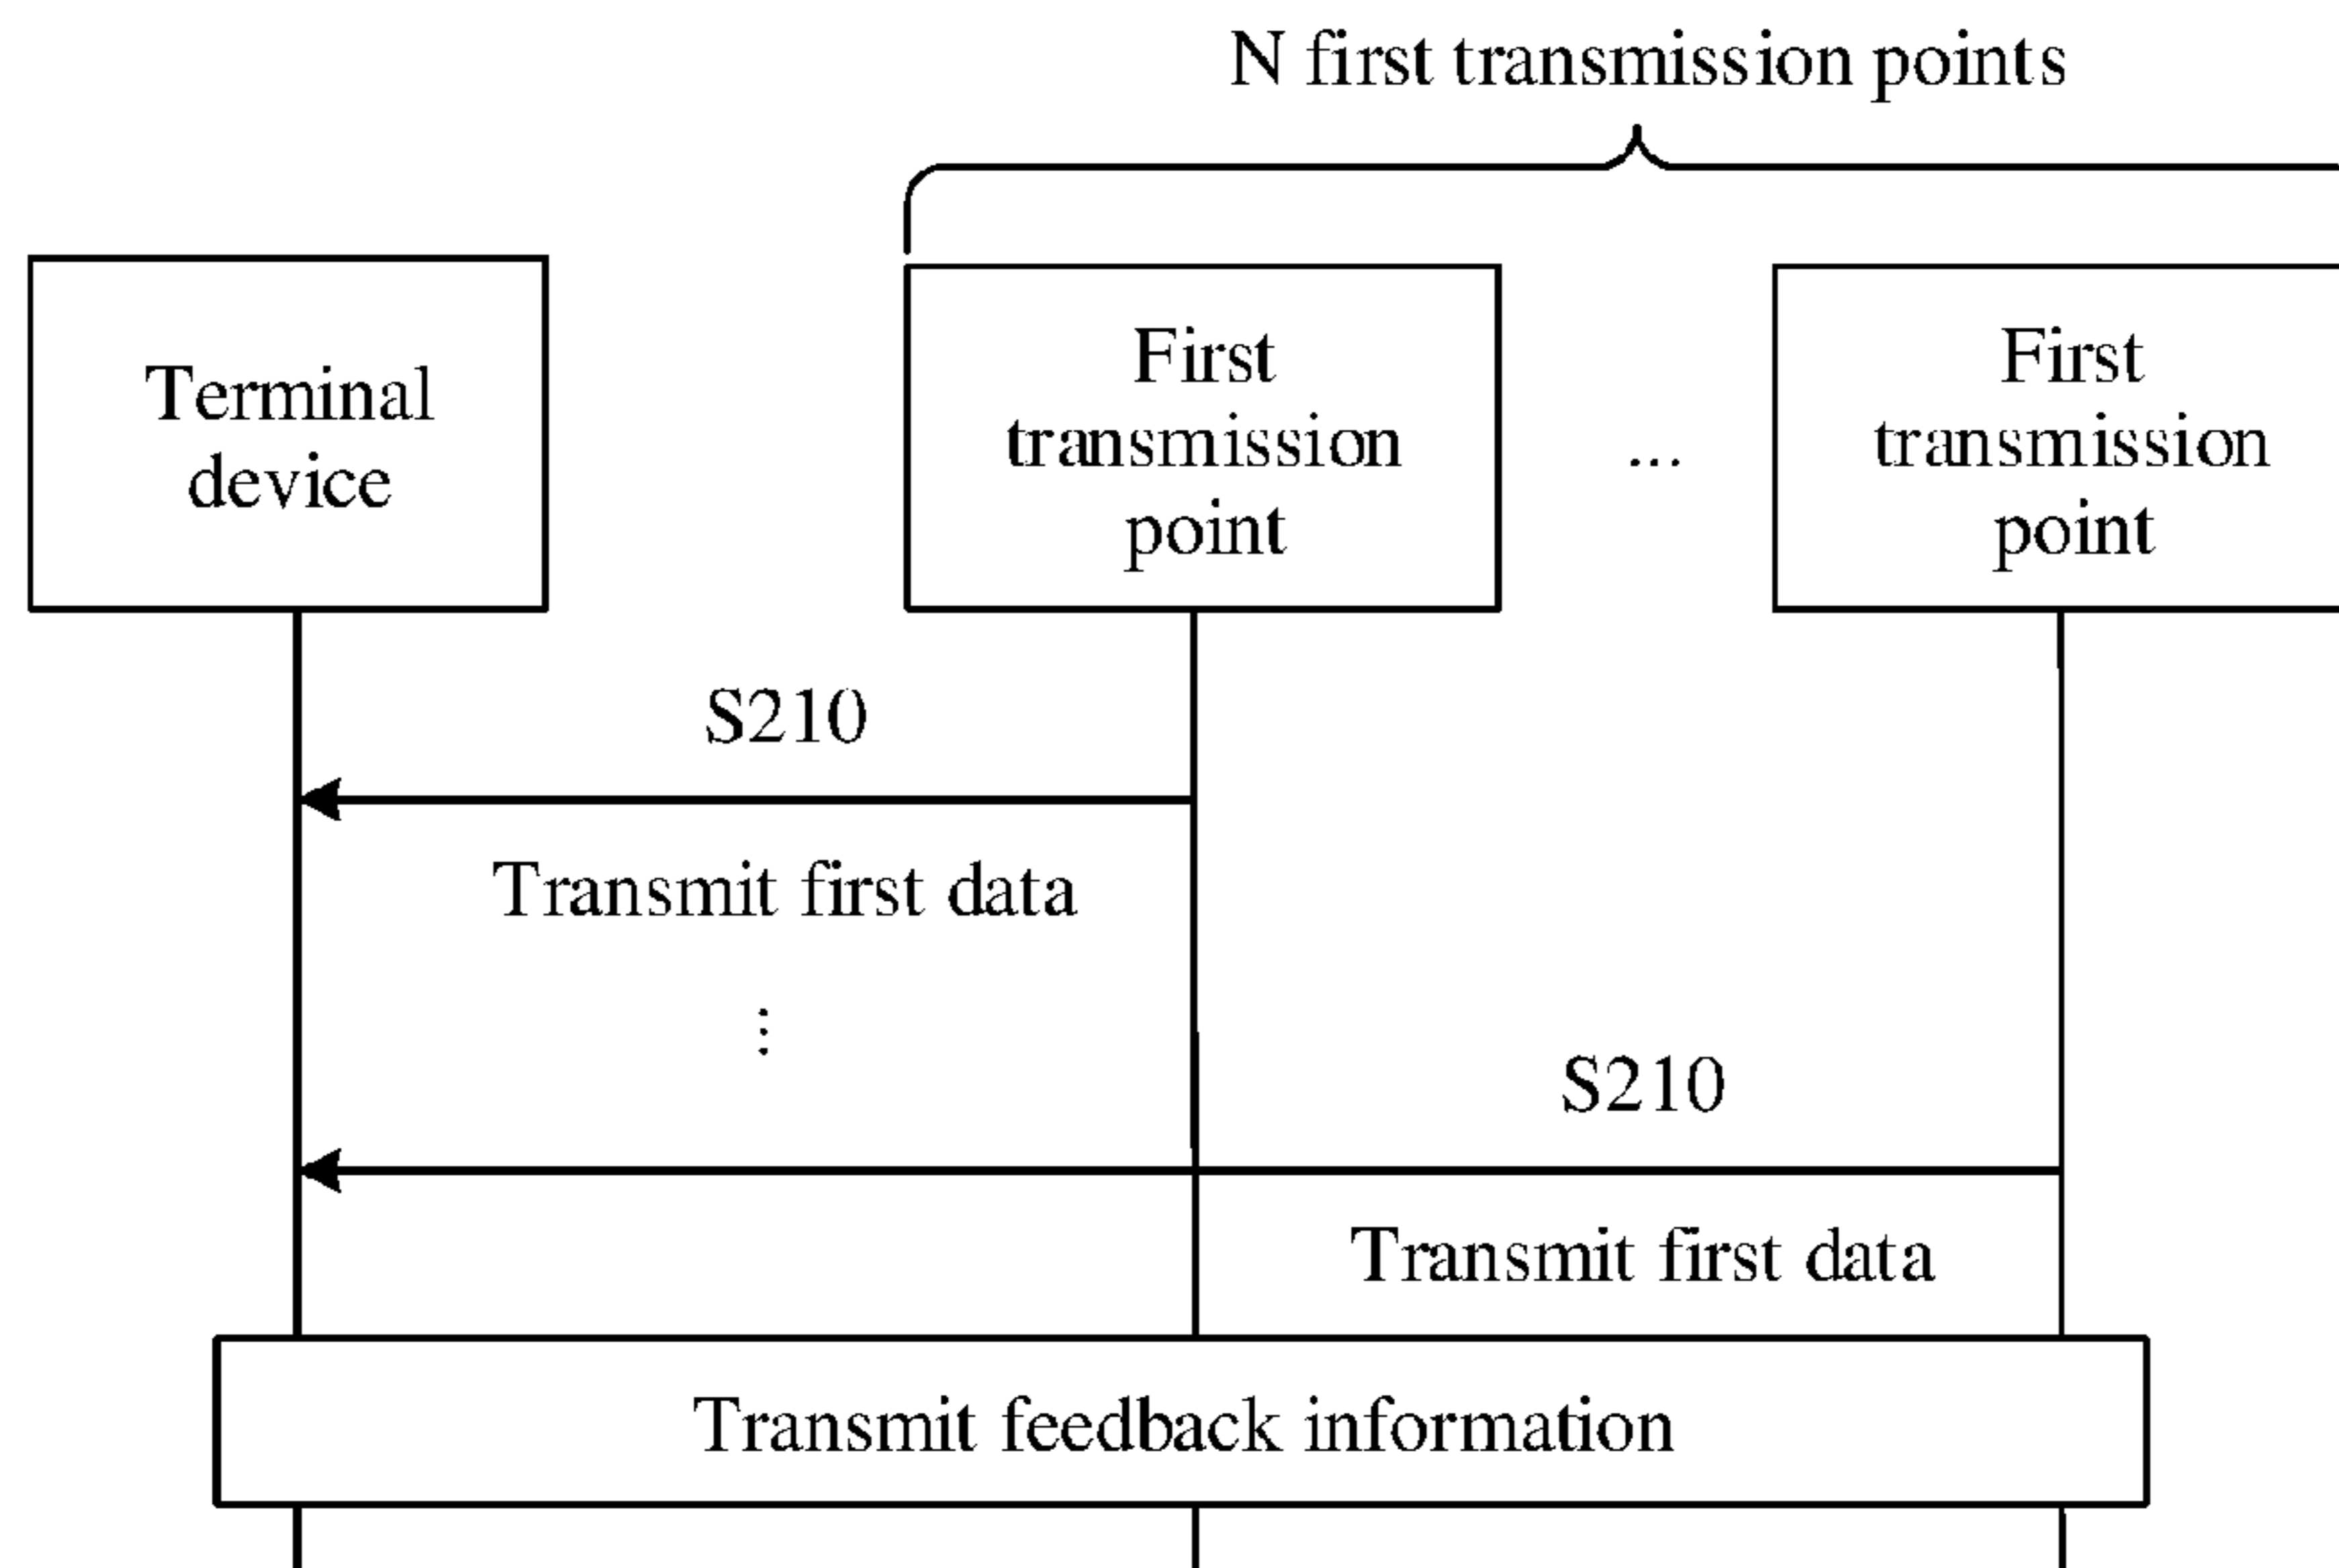 N first transmission points
Terminal
device
First
transmission
point
...
First
transmission
point
S210
Transmit first data
⋮
S210
Transmit first data
Transmit feedback information